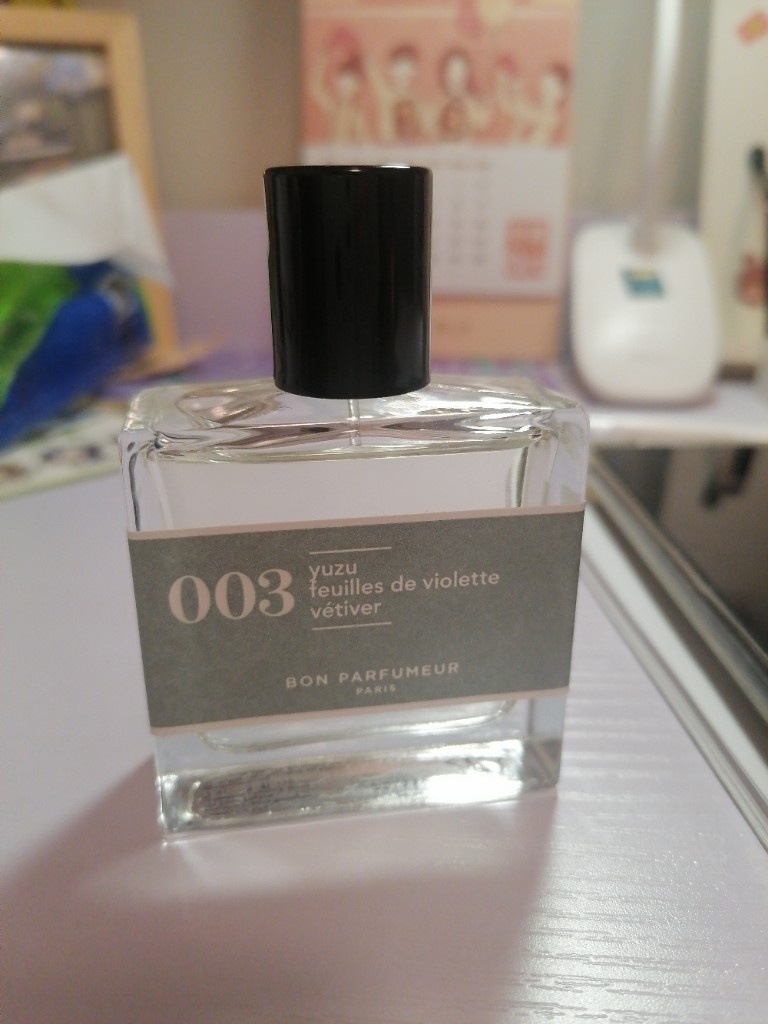 003
yuzu
feuilles de violette
vétiver
BON PARFUMEUR
PARIS